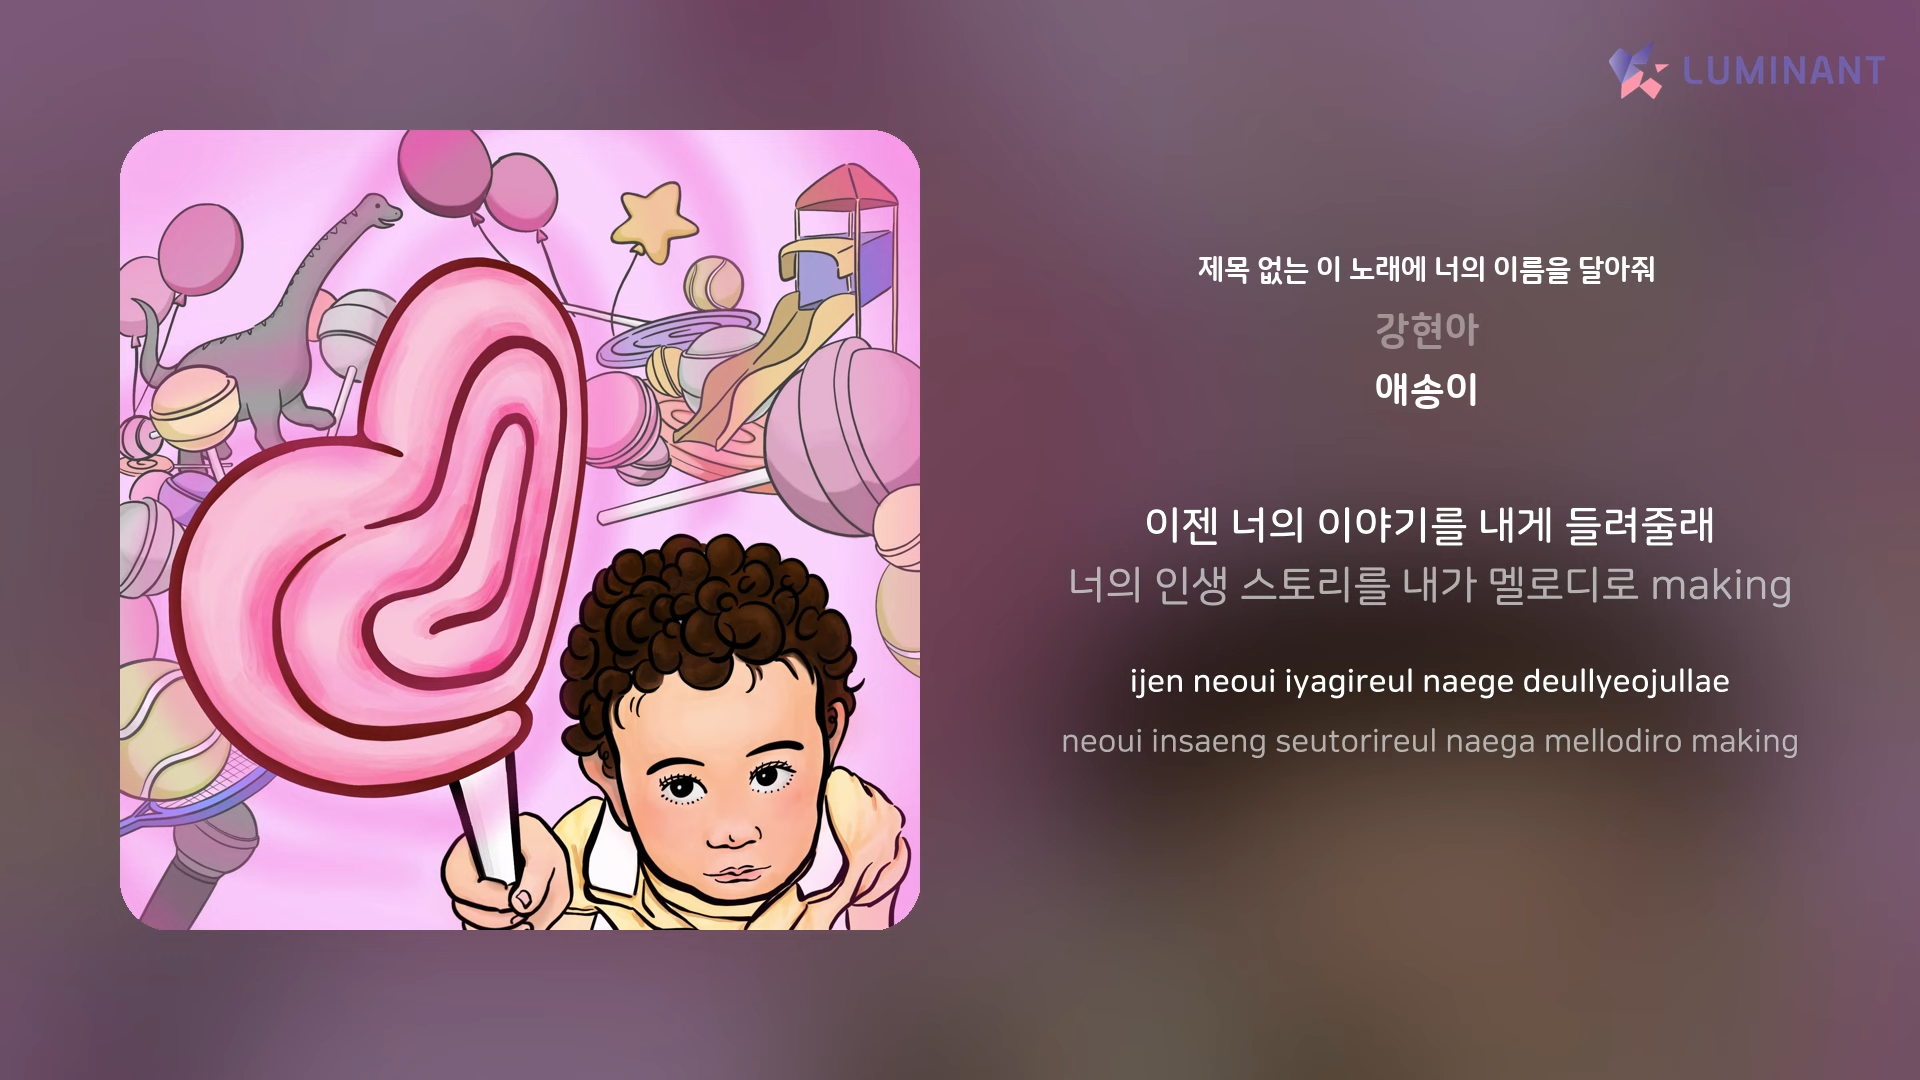 LUMINANT
제목 없는 이 노래에 너의 이름을 달아줘
강현아
애송이
이젠 너의 이야기를 내게 들려줄래
너의 인생 스토리를 내가 멜로디로 making
ijen neoui iyagireul naege deullyeojullae
neoui insaeng seutorireul naega mellodiro making